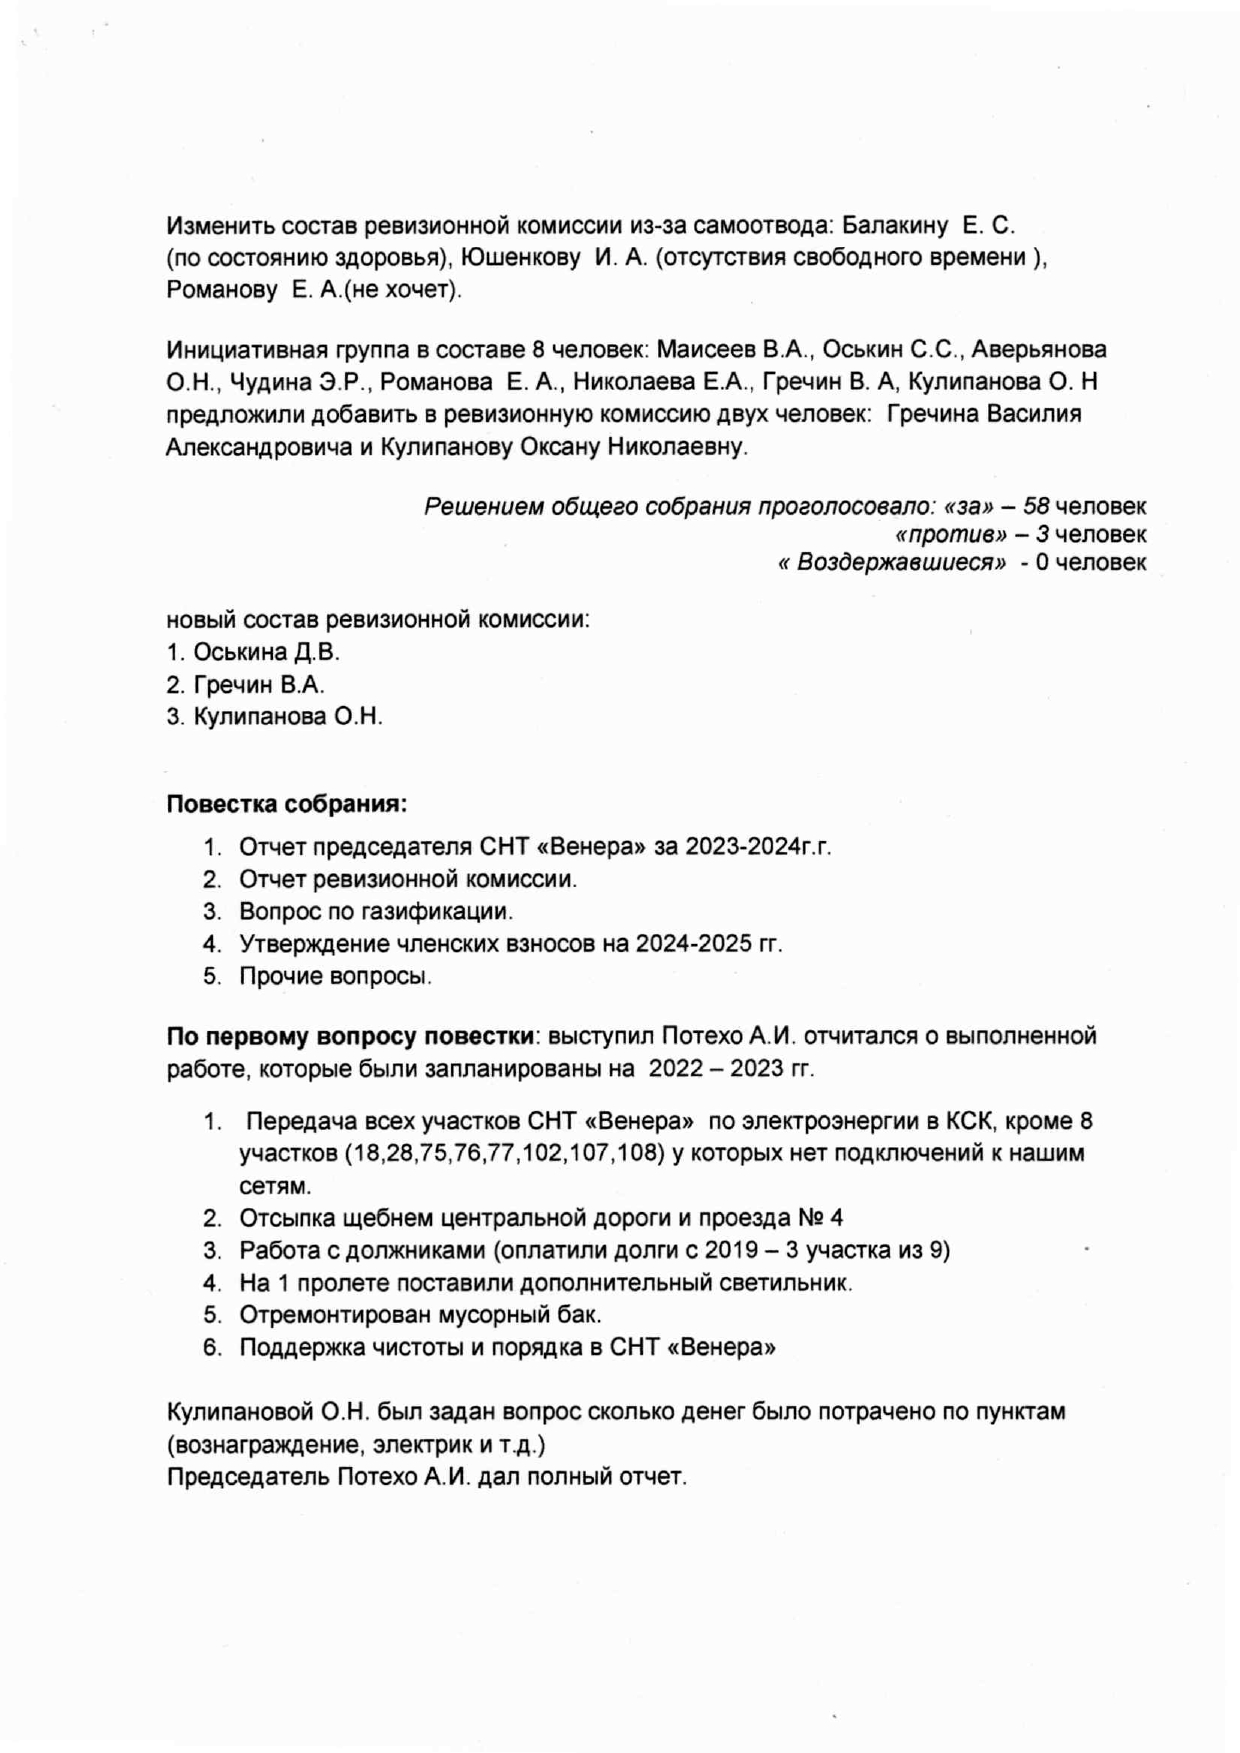 Изменить состав ревизионной комиссии из-за самоотвода: Балакину Е. С.
(по состоянию здоровья), Юшенкову И. А. (отсутствия свободного времени ),
Романову Е. А.(не хочет).
Инициативная группа в составе 8 человек: Маисеев В.А., Оськин С.С., Аверьянова
О.Н., Чудина Э.Р., Романова Е. А., Николаева Е.А., Гречин В. А, Кулипанова О. Н
предложили добавить в ревизионную комиссию двух человек: Гречина Василия
Александровича и Кулипанову Оксану Николаевну.
Решением общего собрания проголосовало: «за» – 58 человек
«против» – 3 человек
« Воздержавшиеся» - 0 человек
новый состав ревизионной комиссии:
1. Оськина Д.В.
2. Гречин В.А.
3. Кулипанова О.Н.
Повестка собрания:
1. Отчет председателя СНТ «Венера» за 2023-2024г.г.
2. Отчет ревизионной комиссии.
3. Вопрос по газификации.
4. Утверждение членских взносов на 2024-2025 гг.
5. Прочие вопросы.
По первому вопросу повестки: выступил Потехо А.И. отчитался о выполненной
работе, которые были запланированы на 2022 – 2023 гг.
1. Передача всех участков СНТ «Венера» по электроэнергии в КСК, кроме 8
участков (18,28,75,76,77,102,107,108) у которых нет подключений к нашим
сетям.
2. Отсыпка щебнем центральной дороги и проезда № 4
3. Работа с должниками (оплатили долги с 2019 – 3 участка из 9)
4. На 1 пролете поставили дополнительный светильник.
5. Отремонтирован мусорный бак.
6. Поддержка чистоты и порядка в СНТ «Венера»
Кулипановой О.Н. был задан вопрос сколько денег было потрачено по пунктам
(вознаграждение, электрик и т.д.)
Председатель Потехо А.И. дал полный отчет.